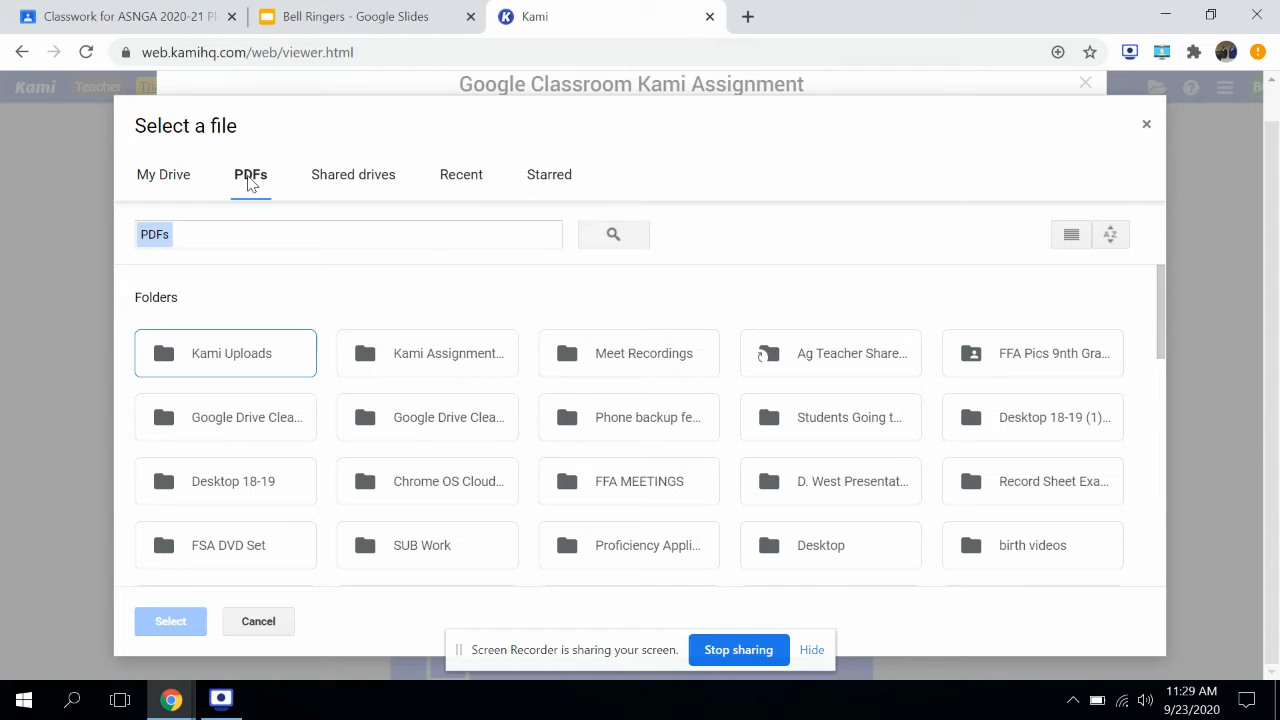 Classwork for ASNGA 2020-21 Pl
Bell Ringers - Google Slides
Kami
web.kamihq.com/web/viewer.html
Kami
Teacher
Google Classroom Kami Assignment
Select a file
My Drive
PDFs
Shared drives
Recent
Starred
PDFs
AZ
Folders
Kami Uploads
Kami Assignment...
Meet Recordings
Ag Teacher Share...
FFA Pics 9nth Gra...
Google Drive Clea...
Google Drive Clea...
Phone backup fe...
Students Going t...
Desktop 18-19 (1)...
Desktop 18-19
Chrome OS Cloud...
FFA MEETINGS
D. West Presentat...
Record Sheet Exa...
FSA DVD Set
SUB Work
Proficiency Appli...
Desktop
birth videos
Select
Cancel
Screen Recorder is sharing your screen.
Stop sharing
Hide
11:29 AM
9/23/2020